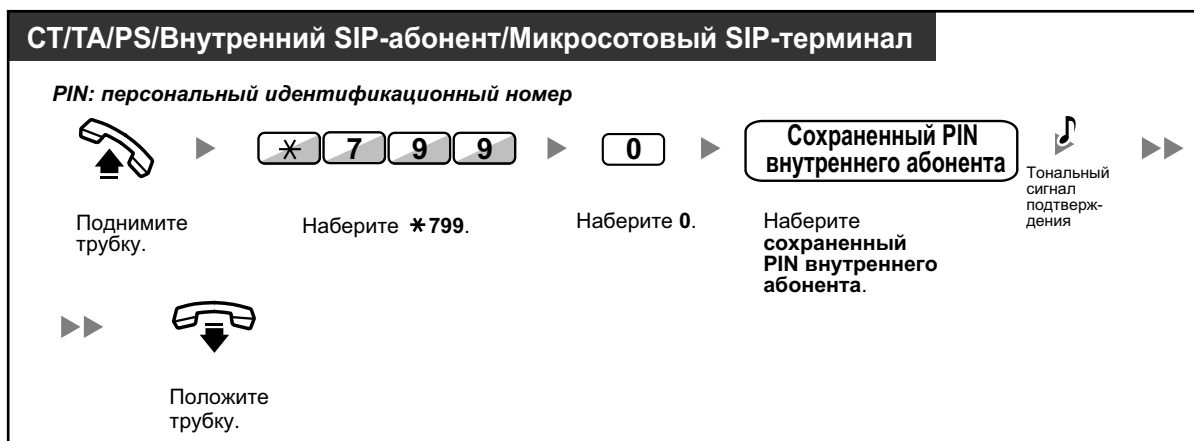 CT/TA/PS/Внутренний SIP-абонент/Микросотовый SIP-терминал
PIN: персональный идентификационный номер
* 7 9 9
0
Сохраненный PIN
внутреннего абонента
Тональный
сигнал
подтверж-
дения
Поднимите
трубку.
Наберите *799.
Наберите 0.
Наберите
сохраненный
PIN внутреннего
абонента.
Положите
трубку.